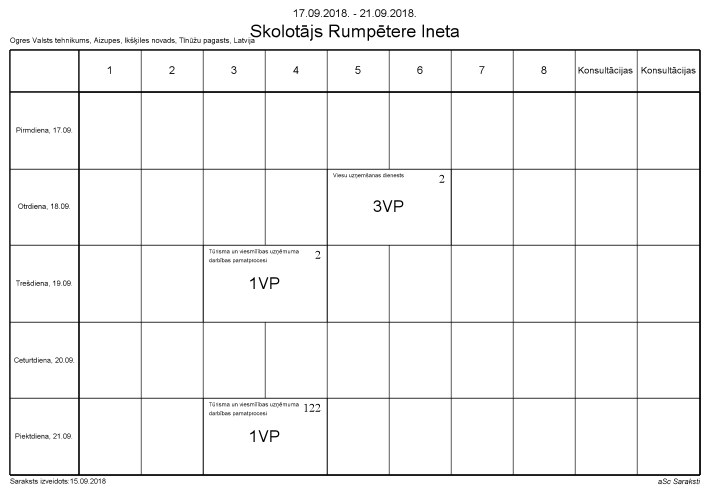 17.09.2018. - 21.09.2018.
Skolotājs Rumpētere Ineta
Ogres Valsts tehnikums, Aizupes, Ikšķiles novads, Tīnūžu pagasts, Latvija
1 2 3 4 5 6 7 8 Konsultācijas Konsultācijas
Pirmdiena, 17.09.
Viesu uzņemšanas dienests 2
Otrdiena, 18.09. 3VP
Tūrisma un viesmīlības uzņēmuma 2
darbības pamatprocesi
Trešdiena, 19.09. 1VP
Ceturtdiena, 20.09.
Tūrisma un viesmīlības uzņēmuma 122
darbības pamatprocesi
Piektdiena, 21.09. 1VP
Saraksts izveidots:15.09.2018 aSc Saraksti